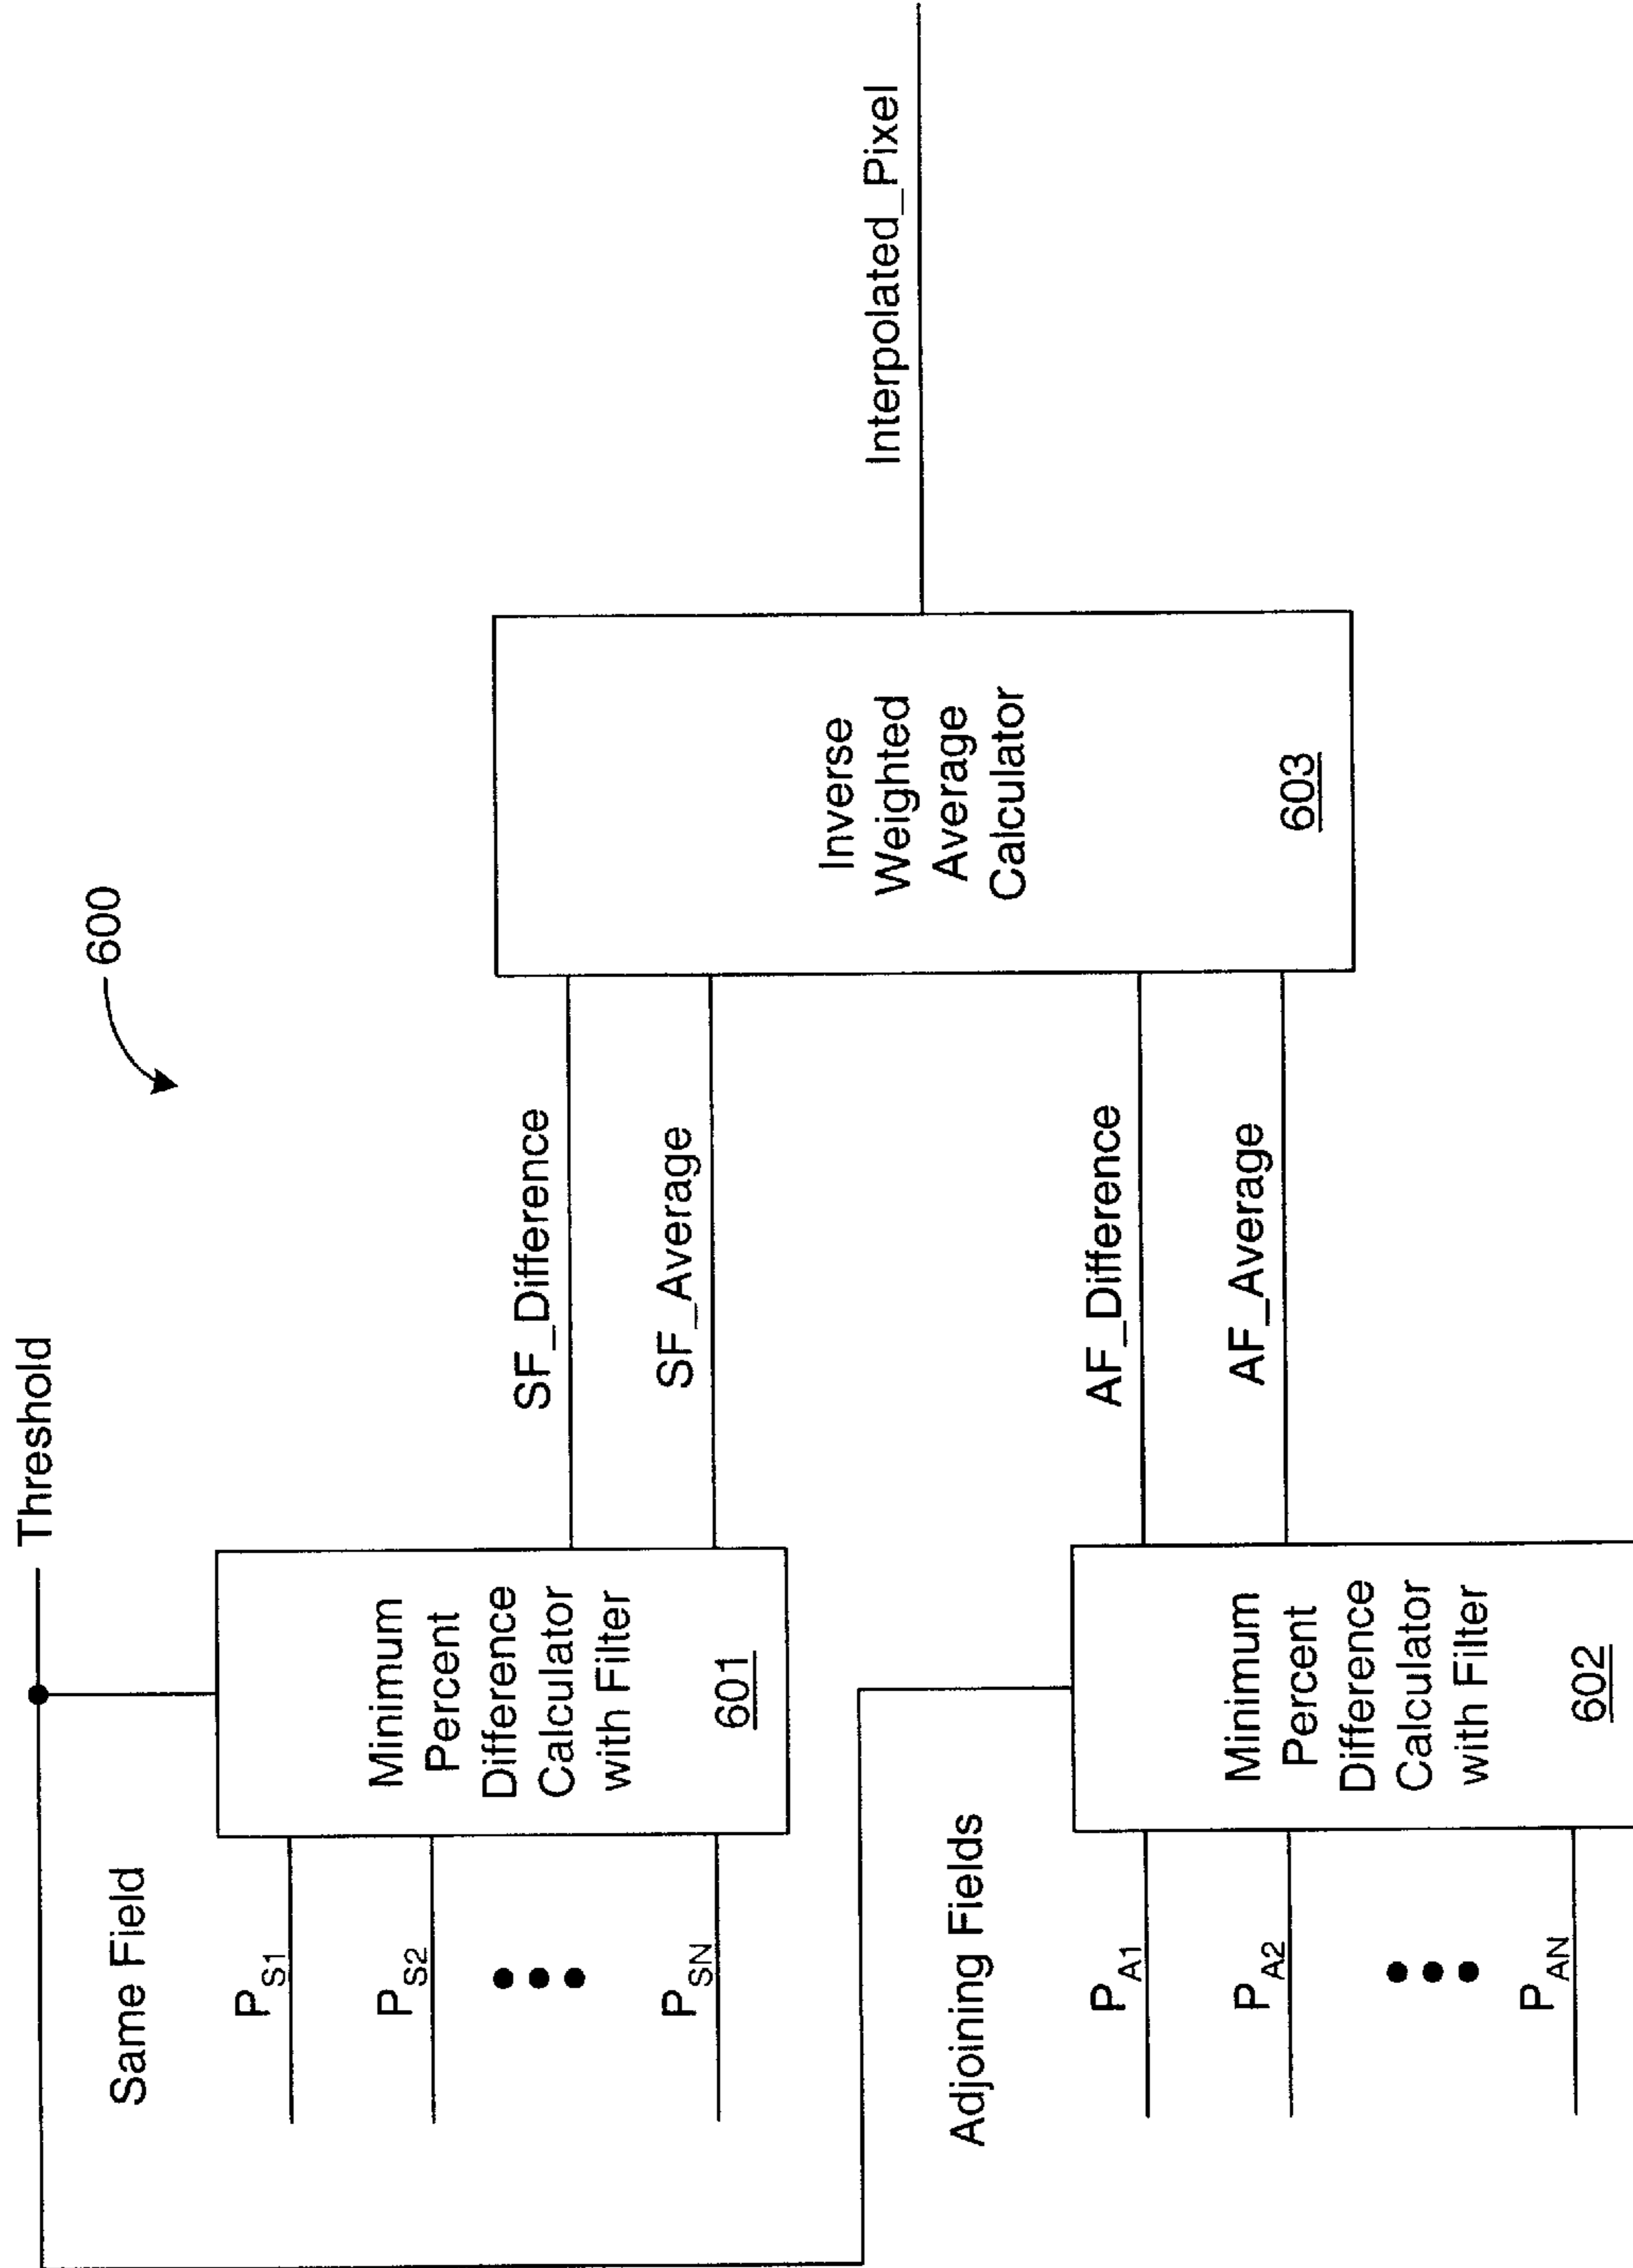 600
Threshold
Same Field
P_S1
P_S2
P_SN
Minimum
Percent
Difference
Calculator
with Filter
601
SF_Difference
SF_Average
Adjoining Fields
P_A1
P_A2
P_AN
Minimum
Percent
Difference
Calculator
with Filter
602
AF_Difference
AF_Average
Inverse
Weighted
Average
Calculator
603
Interpolated_Pixel